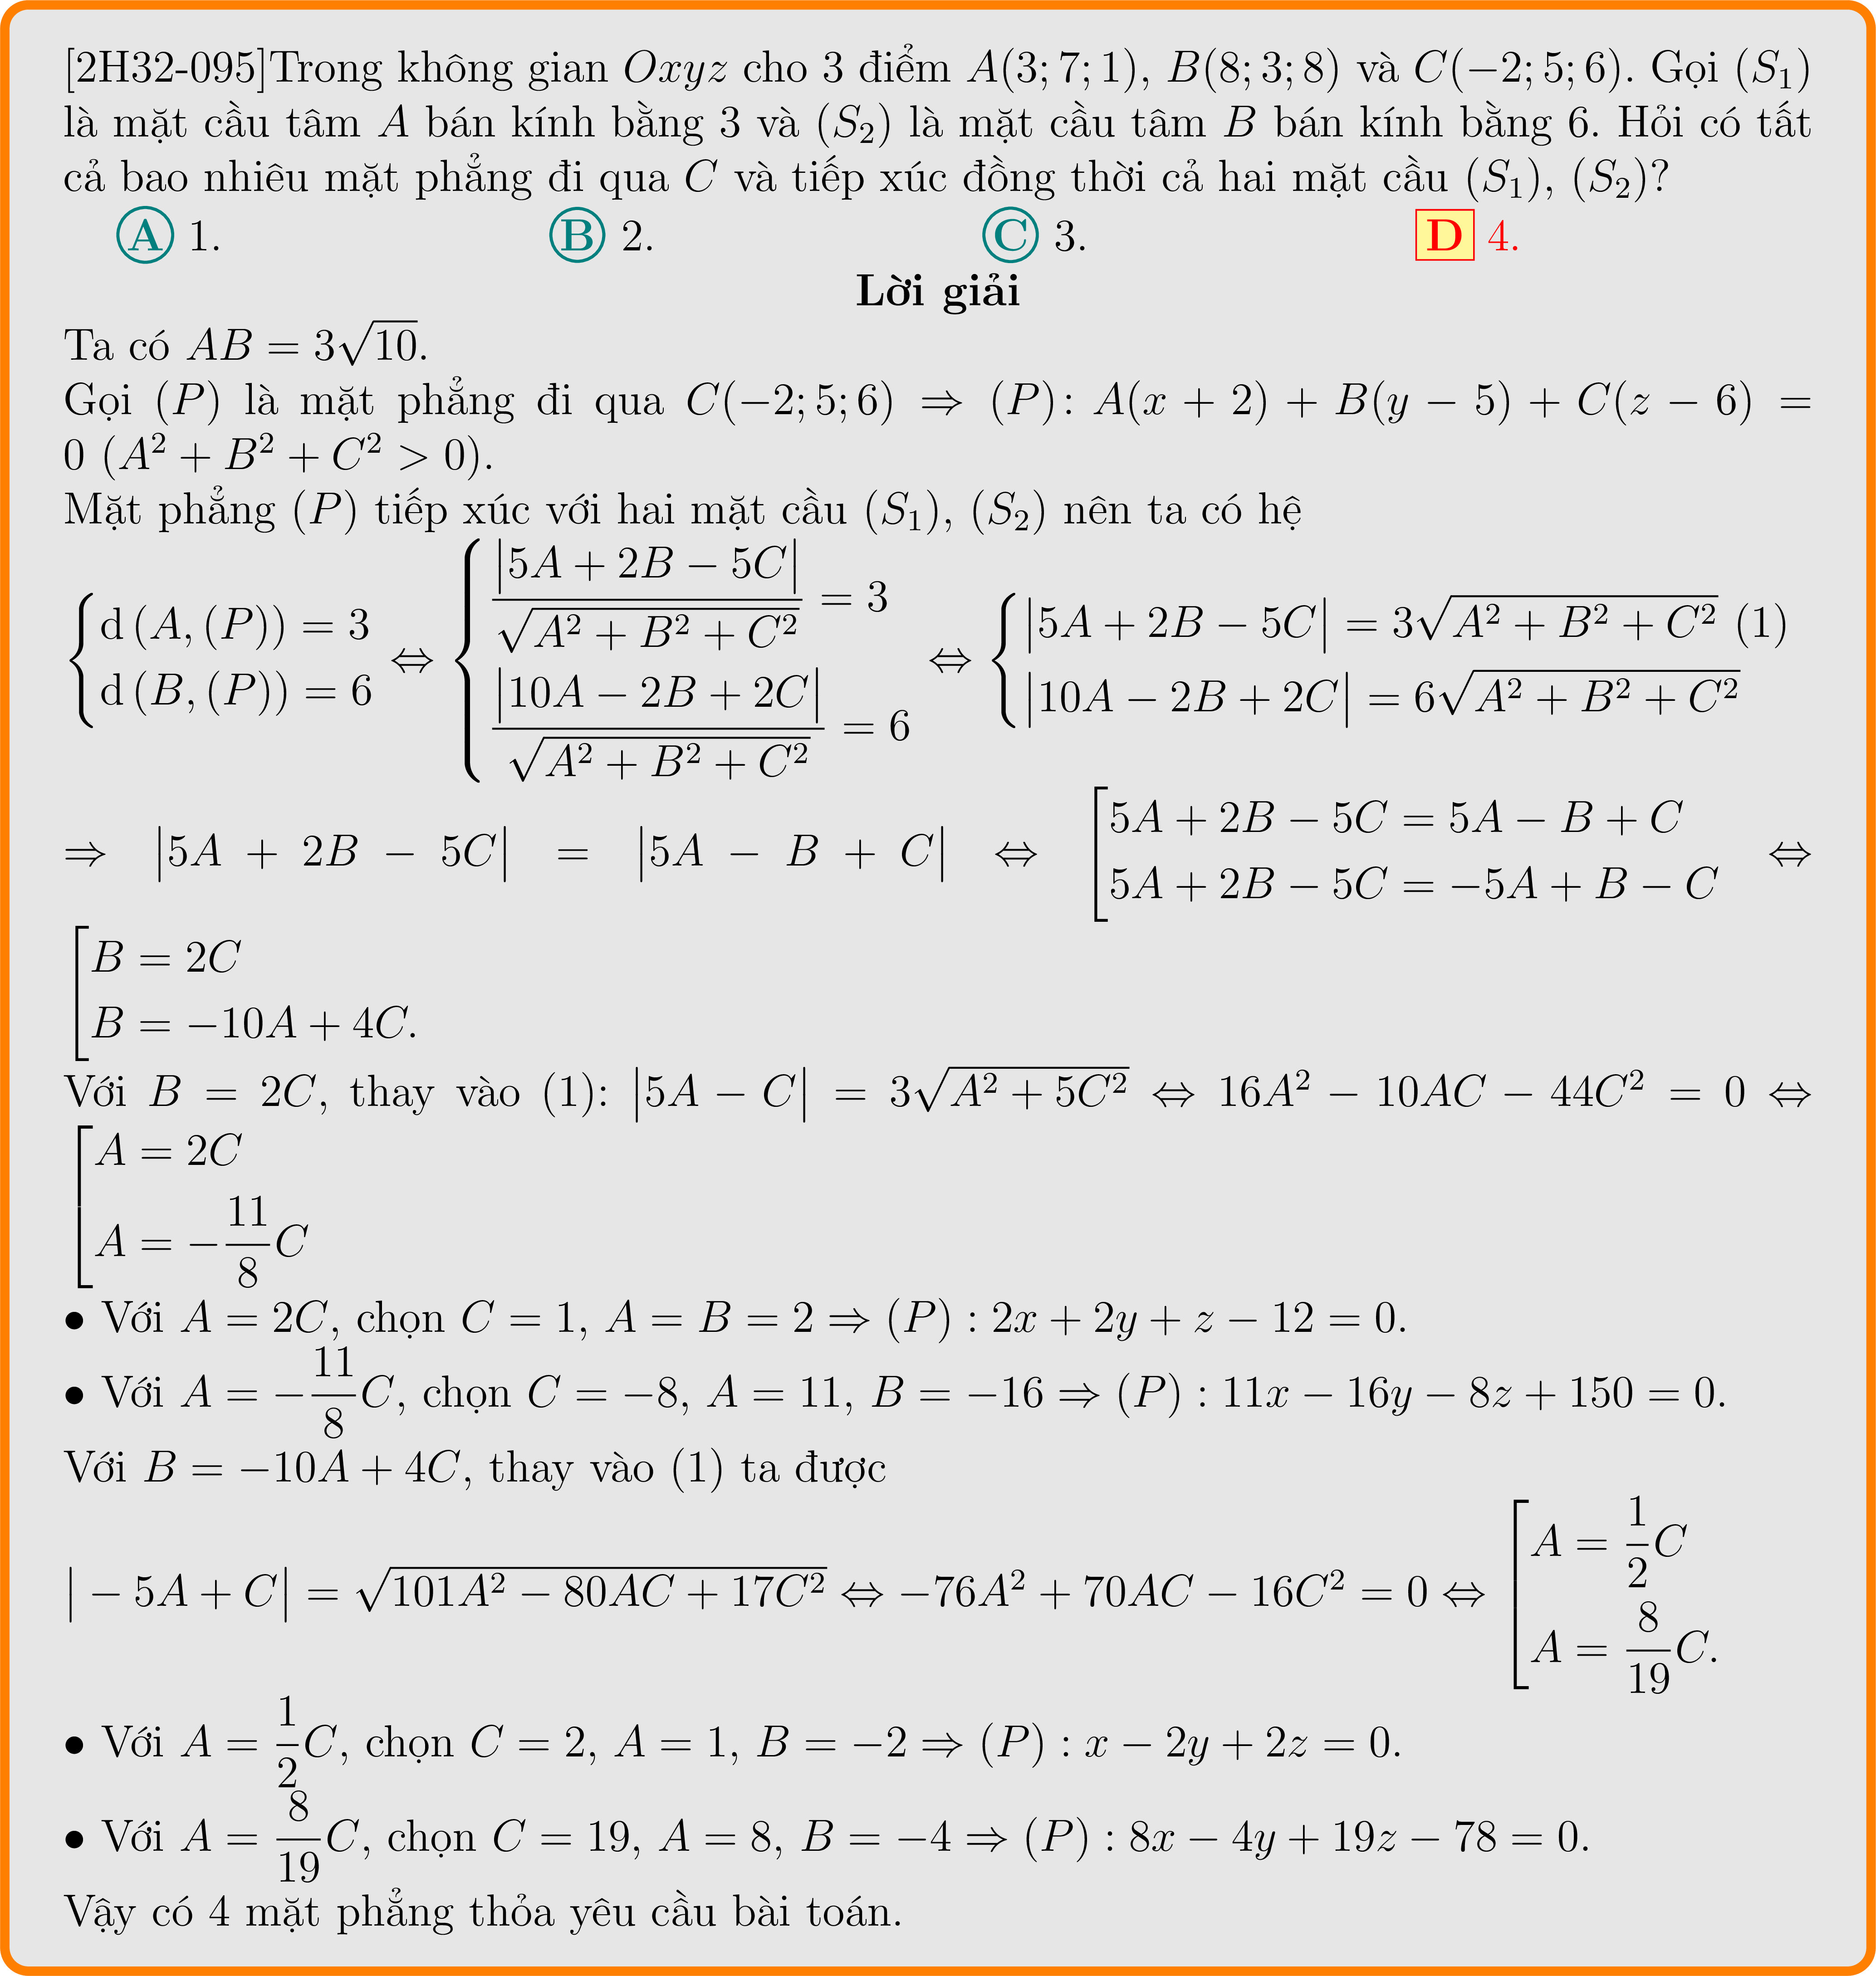 [2H32-095]Trong không gian $Oxyz$ cho 3 điểm $A(3; 7; 1)$, $B(8; 3; 8)$ và $C(-2; 5; 6)$. Gọi $(S_1)$
là mặt cầu tâm $A$ bán kính bằng 3 và $(S_2)$ là mặt cầu tâm $B$ bán kính bằng 6. Hỏi có tất
cả bao nhiêu mặt phẳng đi qua $C$ và tiếp xúc đồng thời cả hai mặt cầu $(S_1)$, $(S_2)$?
A 1. B 2. C 3. D 4.
Lời giải
Ta có $AB = 3\sqrt{10}$.
Gọi $(P)$ là mặt phẳng đi qua $C(-2; 5; 6) \Rightarrow (P): A(x + 2) + B(y - 5) + C(z - 6) =$
$0$ $(A^2 + B^2 + C^2 > 0)$.
Mặt phẳng $(P)$ tiếp xúc với hai mặt cầu $(S_1)$, $(S_2)$ nên ta có hệ
$\begin{cases} \mathrm{d}(A, (P)) = 3 \\ \mathrm{d}(B, (P)) = 6 \end{cases} \Leftrightarrow \begin{cases} \dfrac{|5A + 2B - 5C|}{\sqrt{A^2 + B^2 + C^2}} = 3 \\ \dfrac{|10A - 2B + 2C|}{\sqrt{A^2 + B^2 + C^2}} = 6 \end{cases} \Leftrightarrow \begin{cases} |5A + 2B - 5C| = 3\sqrt{A^2 + B^2 + C^2} \ (1) \\ |10A - 2B + 2C| = 6\sqrt{A^2 + B^2 + C^2} \end{cases}$
$\Rightarrow |5A + 2B - 5C| = |5A - B + C| \Leftrightarrow \left[\begin{array}{l} 5A + 2B - 5C = 5A - B + C \\ 5A + 2B - 5C = -5A + B - C \end{array}\right. \Leftrightarrow$
$\left[\begin{array}{l} B = 2C \\ B = -10A + 4C. \end{array}\right.$
Với $B = 2C$, thay vào (1): $|5A - C| = 3\sqrt{A^2 + 5C^2} \Leftrightarrow 16A^2 - 10AC - 44C^2 = 0 \Leftrightarrow$
$\left[\begin{array}{l} A = 2C \\ A = -\dfrac{11}{8}C \end{array}\right.$
• Với $A = 2C$, chọn $C = 1$, $A = B = 2 \Rightarrow (P) : 2x + 2y + z - 12 = 0$.
• Với $A = -\dfrac{11}{8}C$, chọn $C = -8$, $A = 11$, $B = -16 \Rightarrow (P) : 11x - 16y - 8z + 150 = 0$.
Với $B = -10A + 4C$, thay vào (1) ta được
$|-5A + C| = \sqrt{101A^2 - 80AC + 17C^2} \Leftrightarrow -76A^2 + 70AC - 16C^2 = 0 \Leftrightarrow \left[\begin{array}{l} A = \dfrac{1}{2}C \\ A = \dfrac{8}{19}C. \end{array}\right.$
• Với $A = \dfrac{1}{2}C$, chọn $C = 2$, $A = 1$, $B = -2 \Rightarrow (P) : x - 2y + 2z = 0$.
• Với $A = \dfrac{8}{19}C$, chọn $C = 19$, $A = 8$, $B = -4 \Rightarrow (P) : 8x - 4y + 19z - 78 = 0$.
Vậy có 4 mặt phẳng thỏa yêu cầu bài toán.